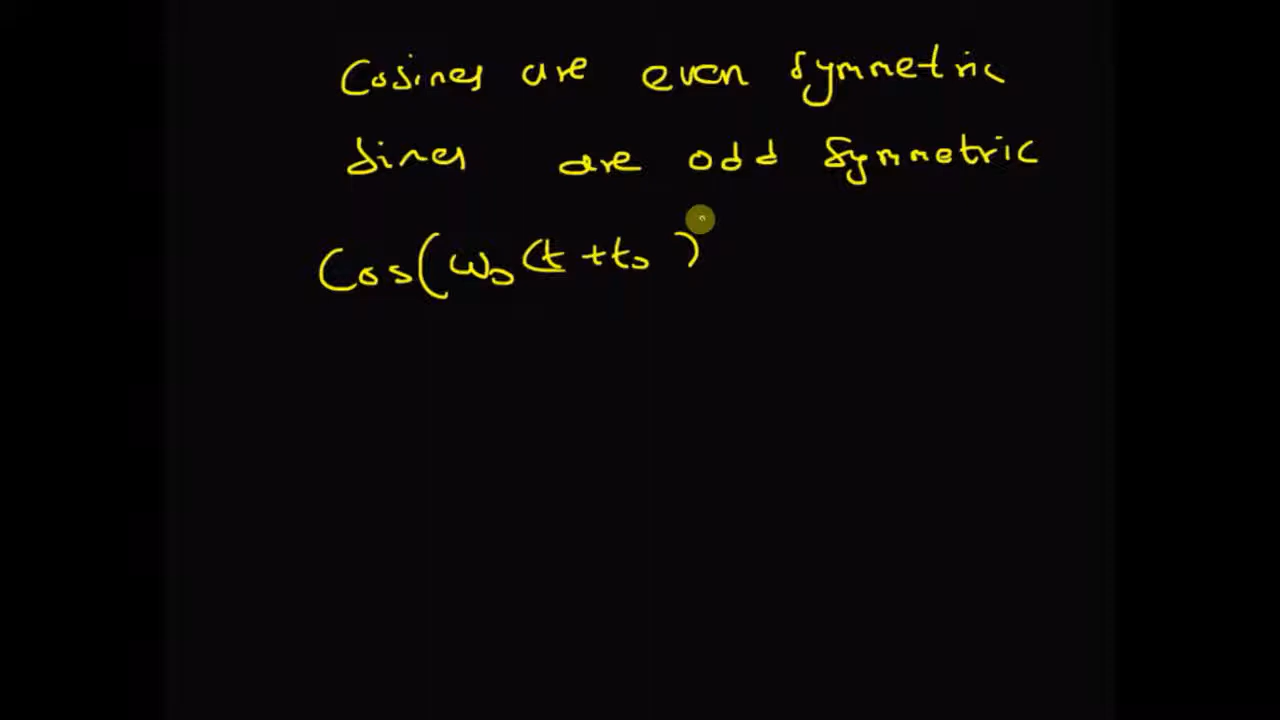 Cosines are even symmetric
Sines are odd symmetric
Cos(ω₀(t+t₀)